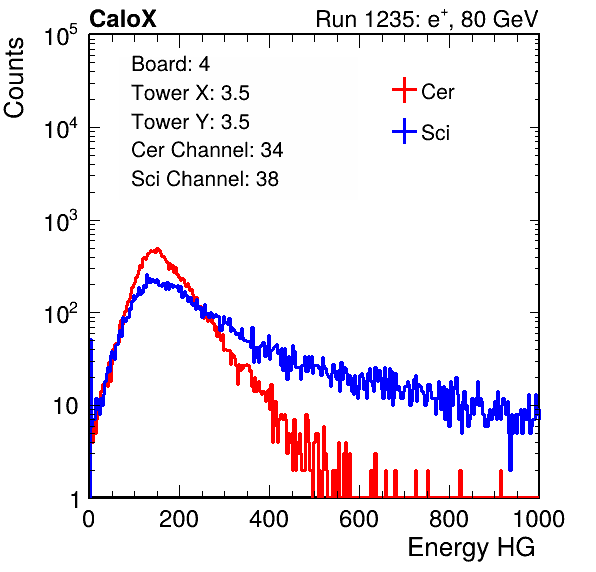 CaloX Run 1235: e⁺, 80 GeV
Counts
Board: 4
Tower X: 3.5
Tower Y: 3.5
Cer Channel: 34
Sci Channel: 38
Cer
Sci
10⁵
10⁴
10³
10²
10
1
0 200 400 600 800 1000
Energy HG